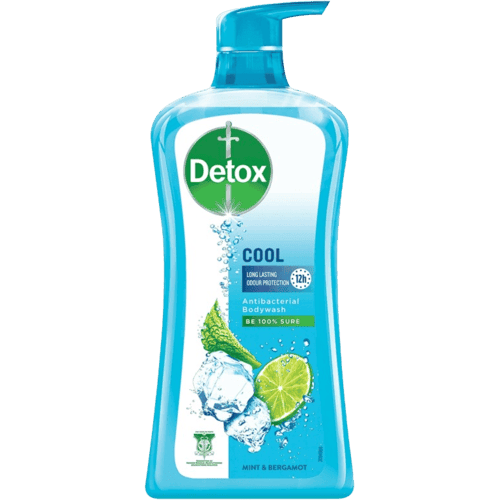 Detox
COOL
LONG LASTING
ODOUR PROTECTION
12h
Antibacterial
Bodywash
BE 100% SURE
MINT & BERGAMOT